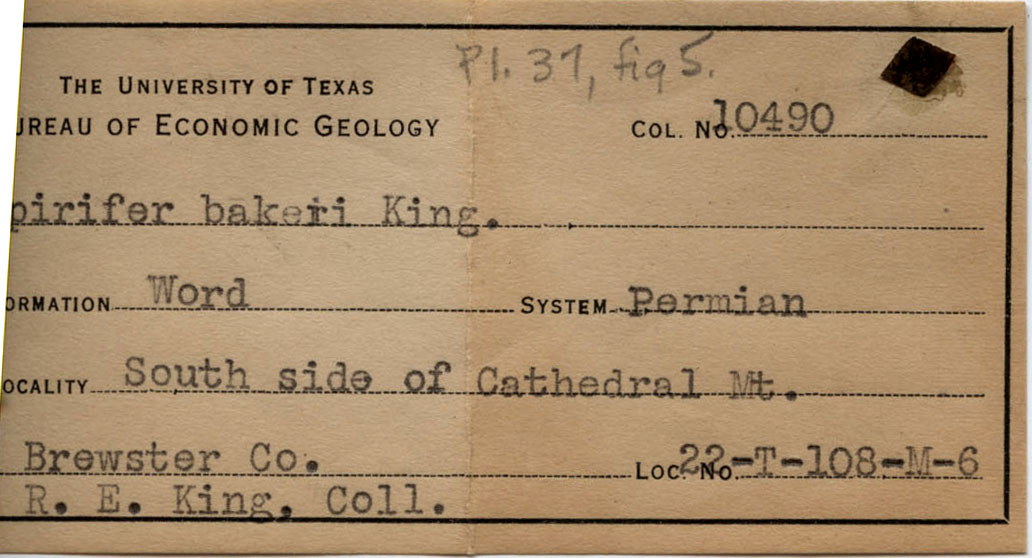 Pl. 37, fig 5.
THE UNIVERSITY OF TEXAS
UREAU OF ECONOMIC GEOLOGY
COL. NO. 10490
pirifer bakeri King.
ORMATION Word SYSTEM Permian
OCALITY South side of Cathedral Mt.
Brewster Co. LOC. NO. 22-T-108-M-6
R. E. King, Coll.